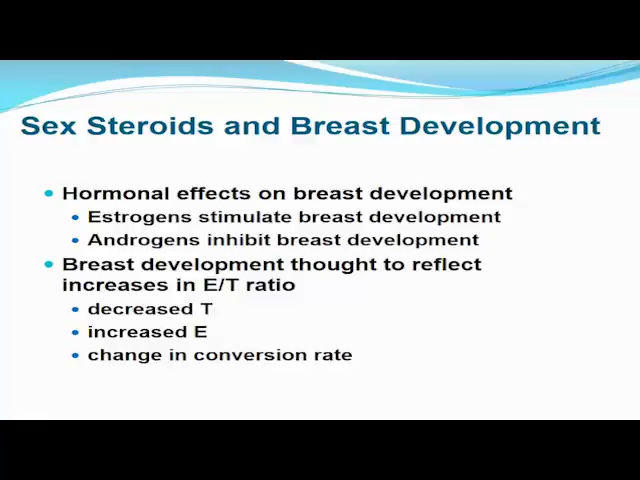 Sex Steroids and Breast Development
• Hormonal effects on breast development
• Estrogens stimulate breast development
• Androgens inhibit breast development
• Breast development thought to reflect
increases in E/T ratio
• decreased T
• increased E
• change in conversion rate